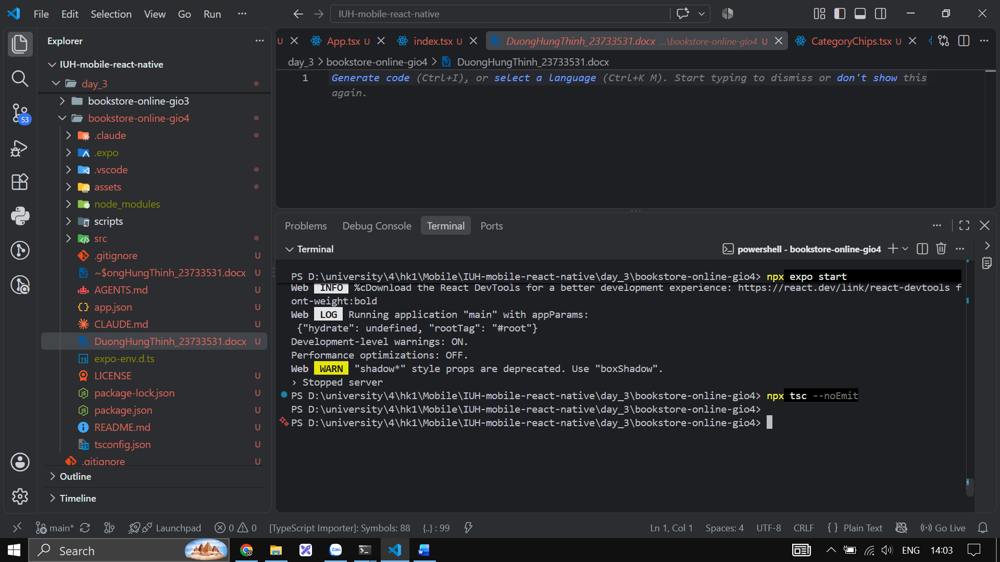 File Edit Selection View Go Run ···
IUH-mobile-react-native
Explorer
IUH-mobile-react-native
day_3
bookstore-online-gio3
bookstore-online-gio4
.claude
.expo
.vscode
assets
node_modules
scripts
src
.gitignore U
~$ongHungThinh_23733531.docx U
AGENTS.md U
app.json U
CLAUDE.md U
DuongHungThinh_23733531.docx U
expo-env.d.ts
LICENSE U
package-lock.json U
package.json U
README.md U
tsconfig.json U
.gitignore U
Outline
Timeline
53
U App.tsx U index.tsx U DuongHungThinh_23733531.docx ...\bookstore-online-gio4 U CategoryChips.tsx U
day_3 > bookstore-online-gio4 > DuongHungThinh_23733531.docx
1 Generate code (Ctrl+I), or select a language (Ctrl+K M). Start typing to dismiss or don't show this
again.
Problems Debug Console Terminal Ports
Terminal
powershell - bookstore-online-gio4
PS D:\university\4\hk1\Mobile\IUH-mobile-react-native\day_3\bookstore-online-gio4> npx expo start
Web INFO %cDownload the React DevTools for a better development experience: https://react.dev/link/react-devtools f
ont-weight:bold
Web LOG Running application "main" with appParams:
{"hydrate": undefined, "rootTag": "#root"}
Development-level warnings: ON.
Performance optimizations: OFF.
Web WARN "shadow*" style props are deprecated. Use "boxShadow".
› Stopped server
PS D:\university\4\hk1\Mobile\IUH-mobile-react-native\day_3\bookstore-online-gio4> npx tsc --noEmit
PS D:\university\4\hk1\Mobile\IUH-mobile-react-native\day_3\bookstore-online-gio4>
PS D:\university\4\hk1\Mobile\IUH-mobile-react-native\day_3\bookstore-online-gio4>
main* Launchpad 0 0 [TypeScript Importer]: Symbols: 88 {..} : 99 Ln 1, Col 1 Spaces: 4 UTF-8 CRLF { } Plain Text Go Live
Search Zalo ENG 14:03